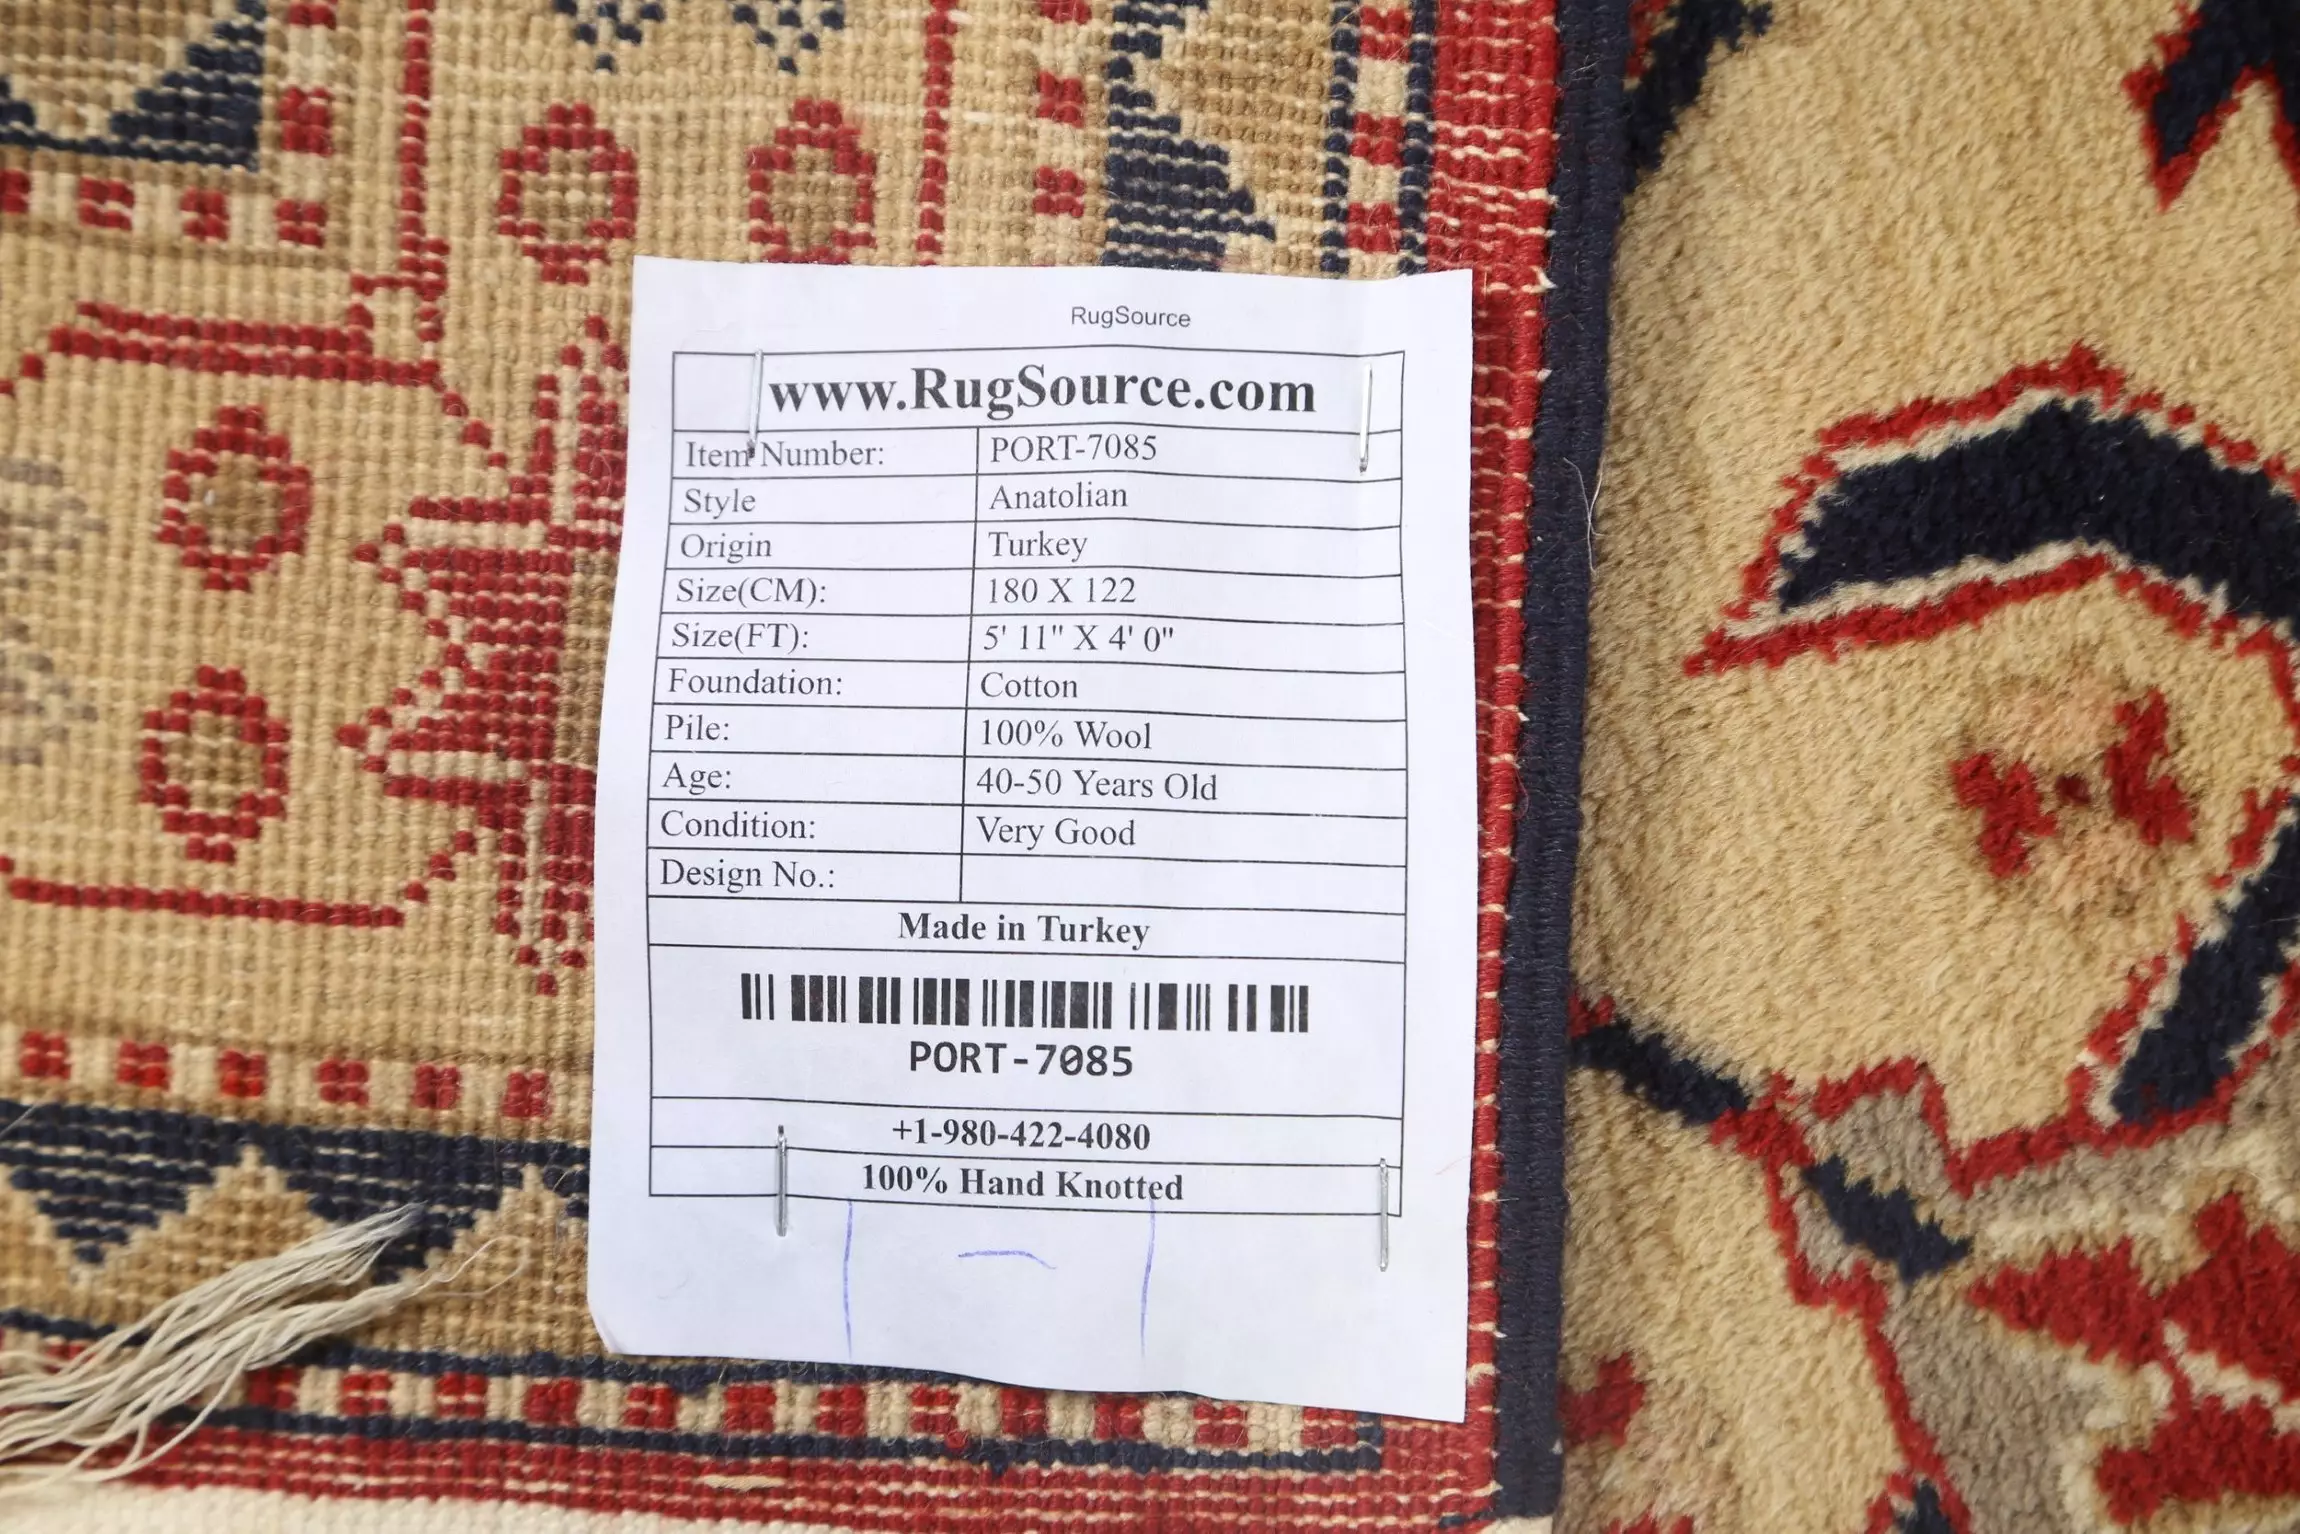 RugSource
www.RugSource.com
Item Number: PORT-7085
Style Anatolian
Origin Turkey
Size(CM): 180 X 122
Size(FT): 5' 11" X 4' 0"
Foundation: Cotton
Pile: 100% Wool
Age: 40-50 Years Old
Condition: Very Good
Design No.:
Made in Turkey
PORT-7085
+1-980-422-4080
100% Hand Knotted
| — |